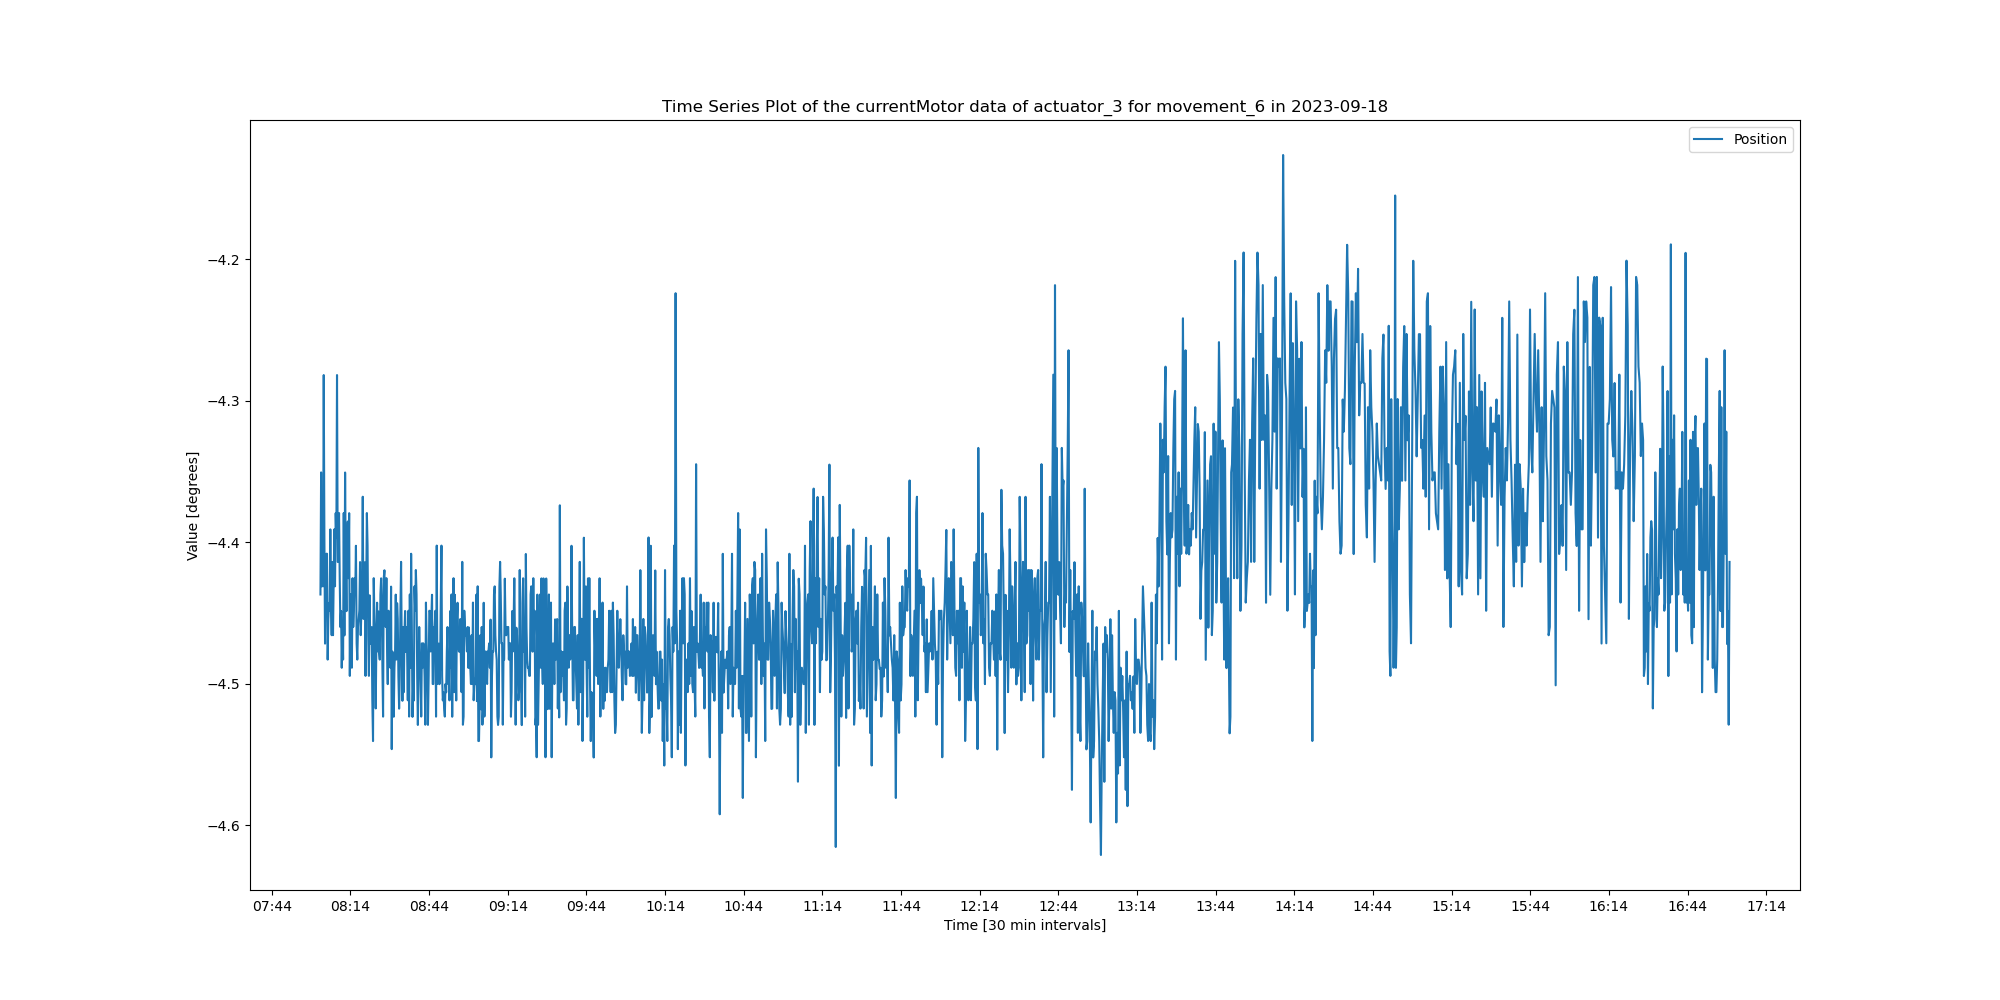 Time Series Plot of the currentMotor data of actuator_3 for movement_6 in 2023-09-18
Position
Value [degrees]
−4.2
−4.3
−4.4
−4.5
−4.6
07:44 08:14 08:44 09:14 09:44 10:14 10:44 11:14 11:44 12:14 12:44 13:14 13:44 14:14 14:44 15:14 15:44 16:14 16:44 17:14
Time [30 min intervals]